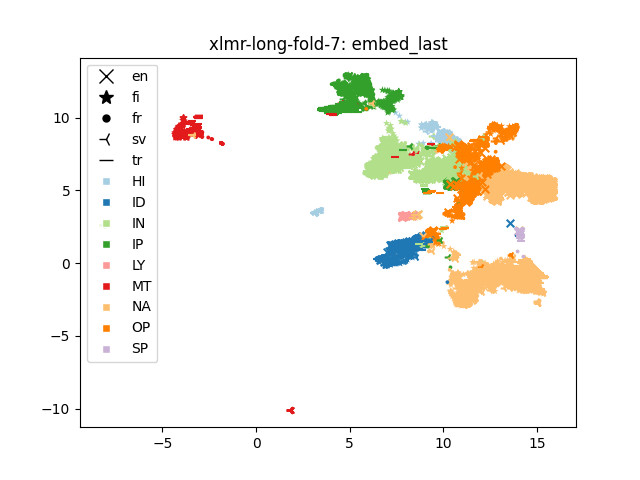 xlmr-long-fold-7: embed_last
en
fi
fr
sv
tr
HI
ID
IN
IP
LY
MT
NA
OP
SP
10
5
0
−5
−10
−5
0
5
10
15